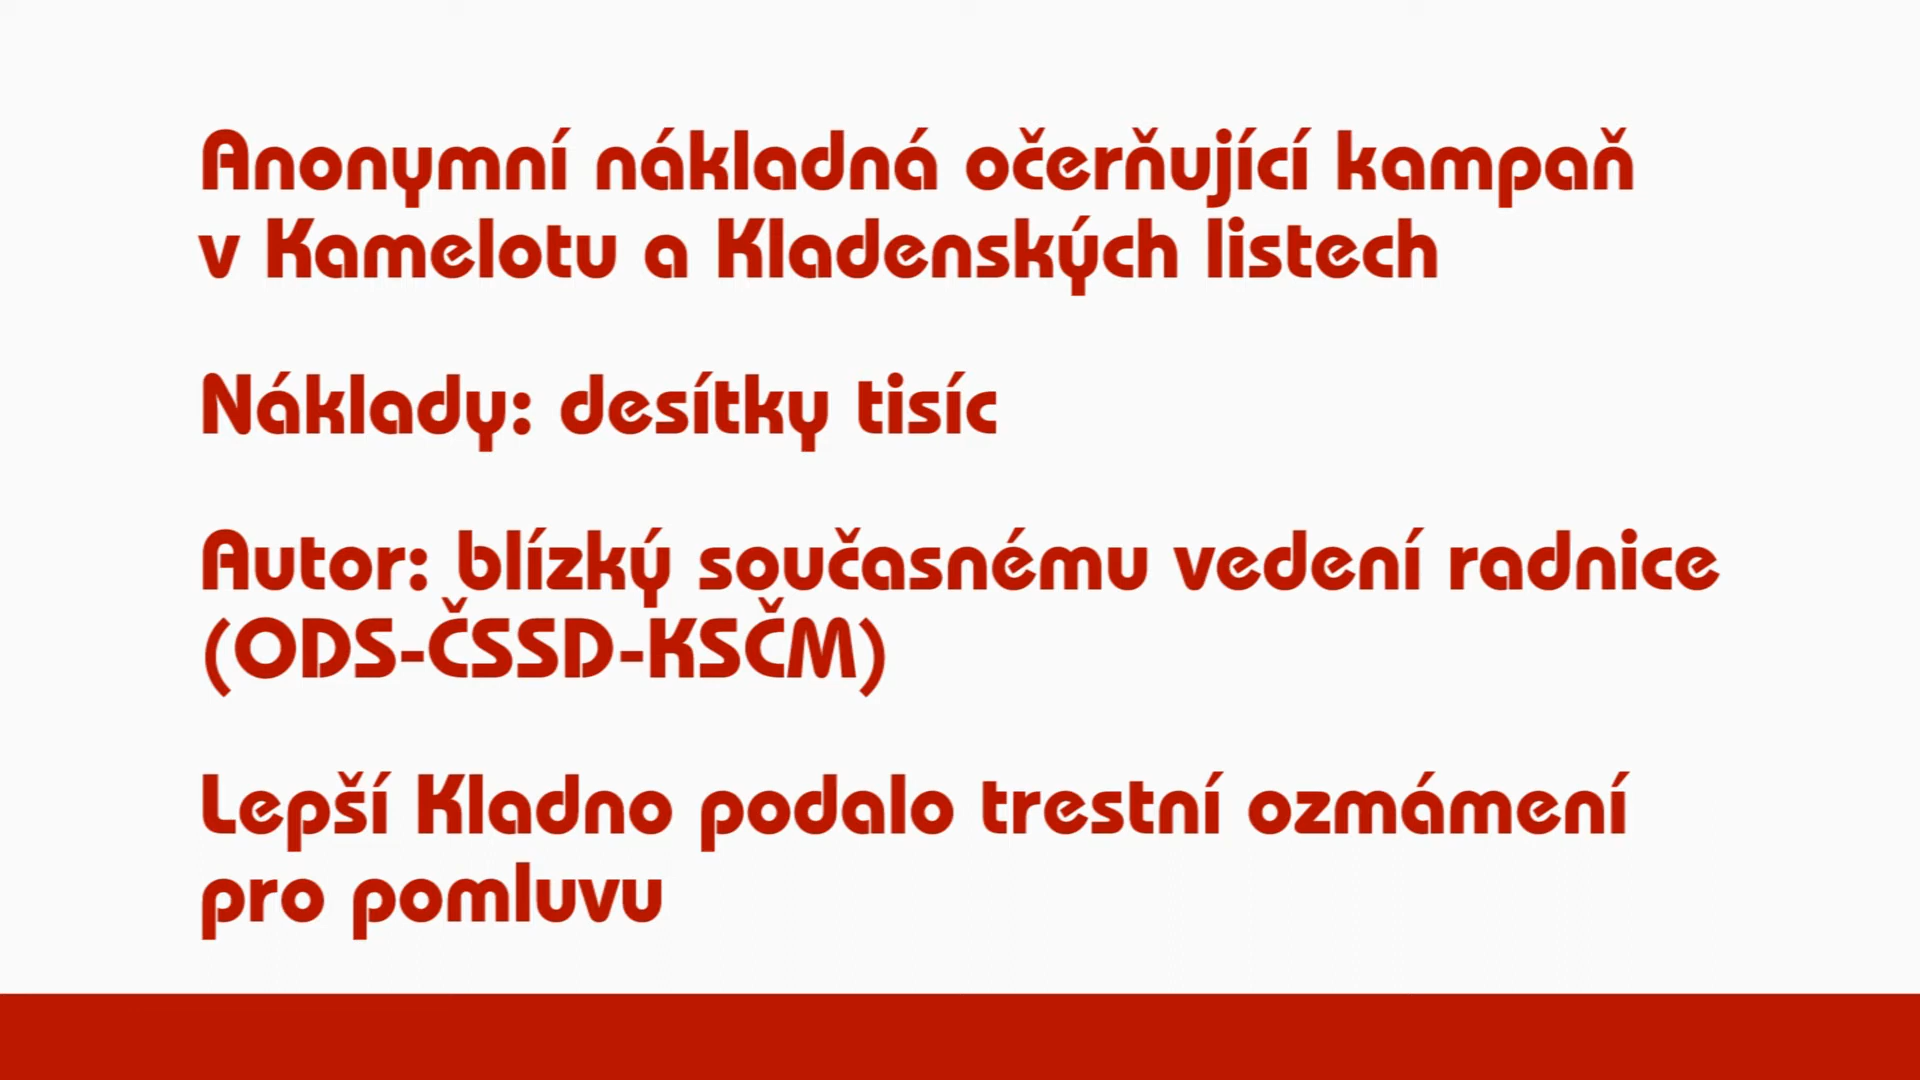 Anonymní nákladná očerňující kampaň
v Kamelotu a Kladenských listech
Náklady: desítky tisíc
Autor: blízký současnému vedení radnice
(ODS-ČSSD-KSČM)
Lepší Kladno podalo trestní ozmámení
pro pomluvu